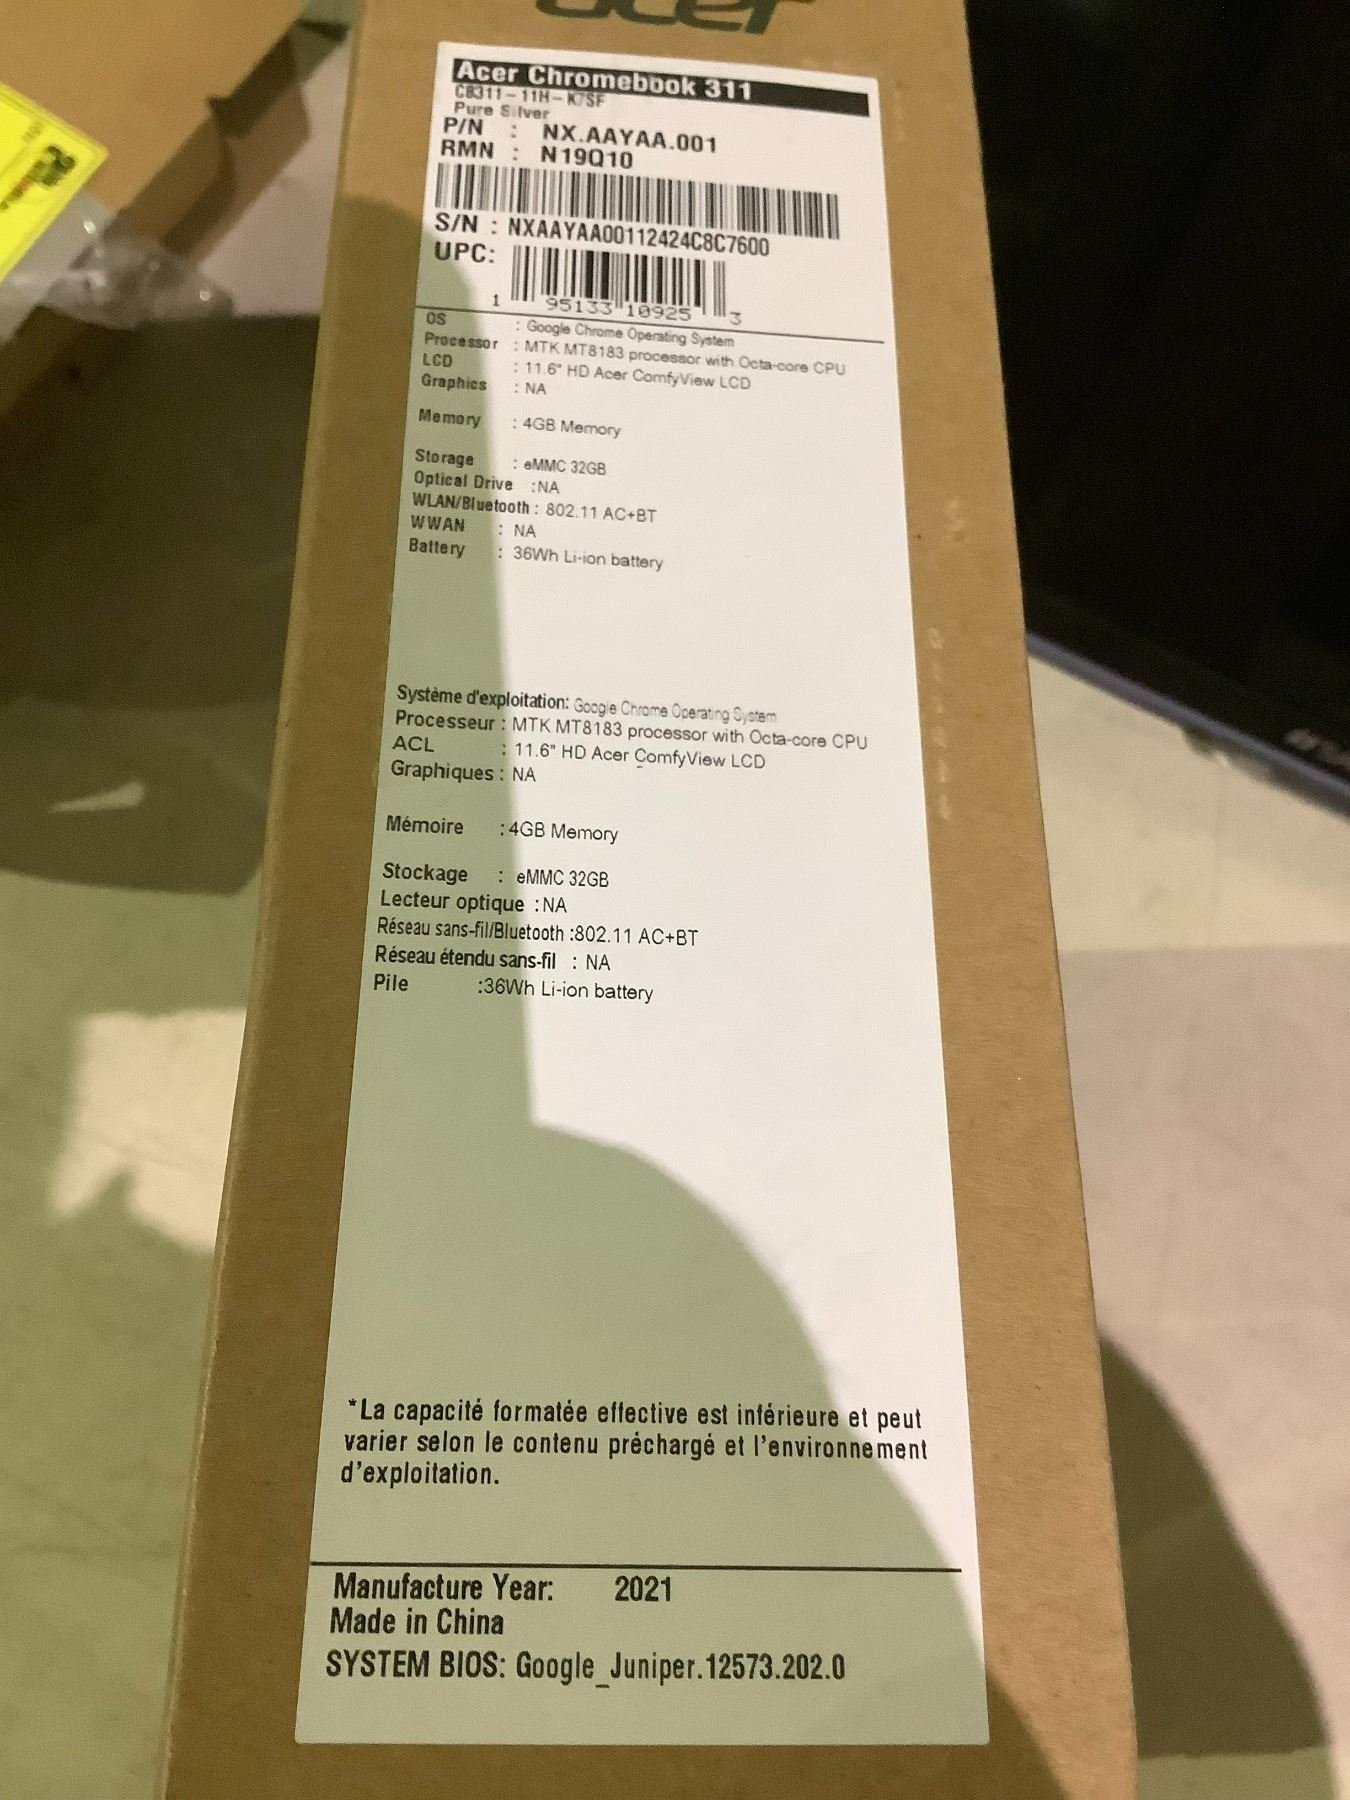 acer
Acer Chromebook 311
CB311-11H-K7SF
Pure Silver
P/N : NX.AAYAA.001
RMN : N19Q10
S/N : NXAAYAA00112424C8C7600
UPC:
1 95133 10925 3
OS : Google Chrome Operating System
Processor : MTK MT8183 processor with Octa-core CPU
LCD : 11.6" HD Acer ComfyView LCD
Graphics : NA
Memory : 4GB Memory
Storage : eMMC 32GB
Optical Drive :NA
WLAN/Bluetooth : 802.11 AC+BT
WWAN : NA
Battery : 36Wh Li-ion battery
Système d'exploitation: Google Chrome Operating System
Processeur : MTK MT8183 processor with Octa-core CPU
ACL : 11.6" HD Acer ComfyView LCD
Graphiques : NA
Mémoire : 4GB Memory
Stockage : eMMC 32GB
Lecteur optique :NA
Réseau sans-fil/Bluetooth :802.11 AC+BT
Réseau étendu sans-fil : NA
Pile :36Wh Li-ion battery
*La capacité formatée effective est inférieure et peut
varier selon le contenu préchargé et l'environnement
d'exploitation.
Manufacture Year: 2021
Made in China
SYSTEM BIOS: Google_Juniper.12573.202.0